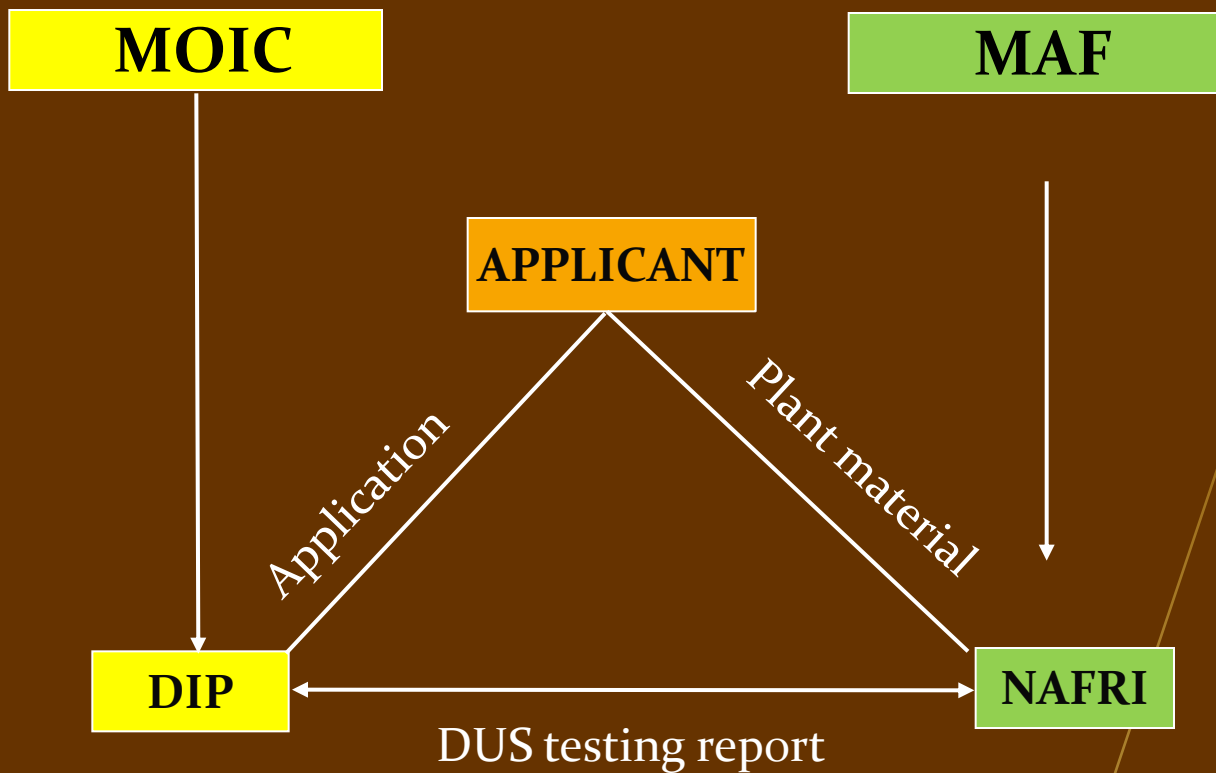 MOIC
MAF
APPLICANT
Application
Plant material
DIP
NAFRI
DUS testing report